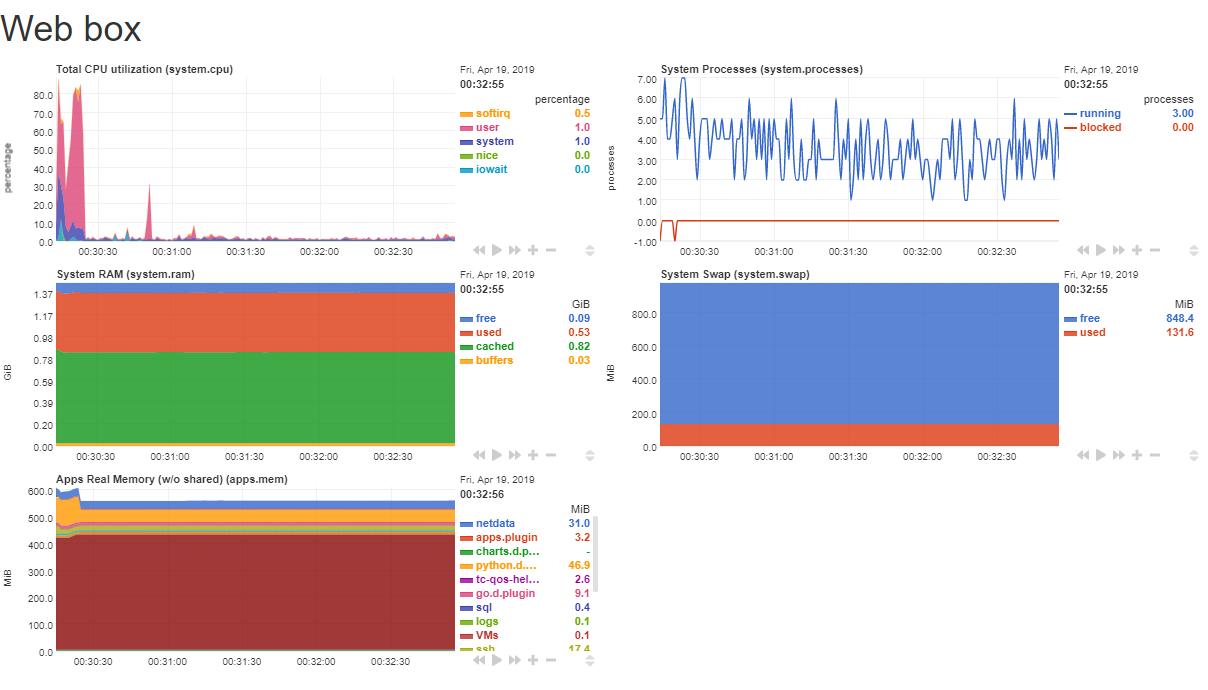 Web box
Total CPU utilization (system.cpu)
Fri, Apr 19, 2019
00:32:55
percentage
softirq 0.5
user 1.0
system 1.0
nice 0.0
iowait 0.0
percentage
80.0
70.0
60.0
50.0
40.0
30.0
20.0
10.0
0.0
00:30:30 00:31:00 00:31:30 00:32:00 00:32:30
System Processes (system.processes)
Fri, Apr 19, 2019
00:32:55
processes
running 3.00
blocked 0.00
processes
7.00
6.00
5.00
4.00
3.00
2.00
1.00
0.00
-1.00
00:30:30 00:31:00 00:31:30 00:32:00 00:32:30
System RAM (system.ram)
Fri, Apr 19, 2019
00:32:55
GiB
free 0.09
used 0.53
cached 0.82
buffers 0.03
GiB
1.37
1.17
0.98
0.78
0.59
0.39
0.20
0.00
00:30:30 00:31:00 00:31:30 00:32:00 00:32:30
System Swap (system.swap)
Fri, Apr 19, 2019
00:32:55
MiB
free 848.4
used 131.6
MiB
800.0
600.0
400.0
200.0
0.0
00:30:30 00:31:00 00:31:30 00:32:00 00:32:30
Apps Real Memory (w/o shared) (apps.mem)
Fri, Apr 19, 2019
00:32:56
MiB
netdata 31.0
apps.plugin 3.2
charts.d.p... -
python.d.... 46.9
tc-qos-hel... 2.6
go.d.plugin 9.1
sql 0.4
logs 0.1
VMs 0.1
ssh 17.4
MiB
600.0
500.0
400.0
300.0
200.0
100.0
0.0
00:30:30 00:31:00 00:31:30 00:32:00 00:32:30